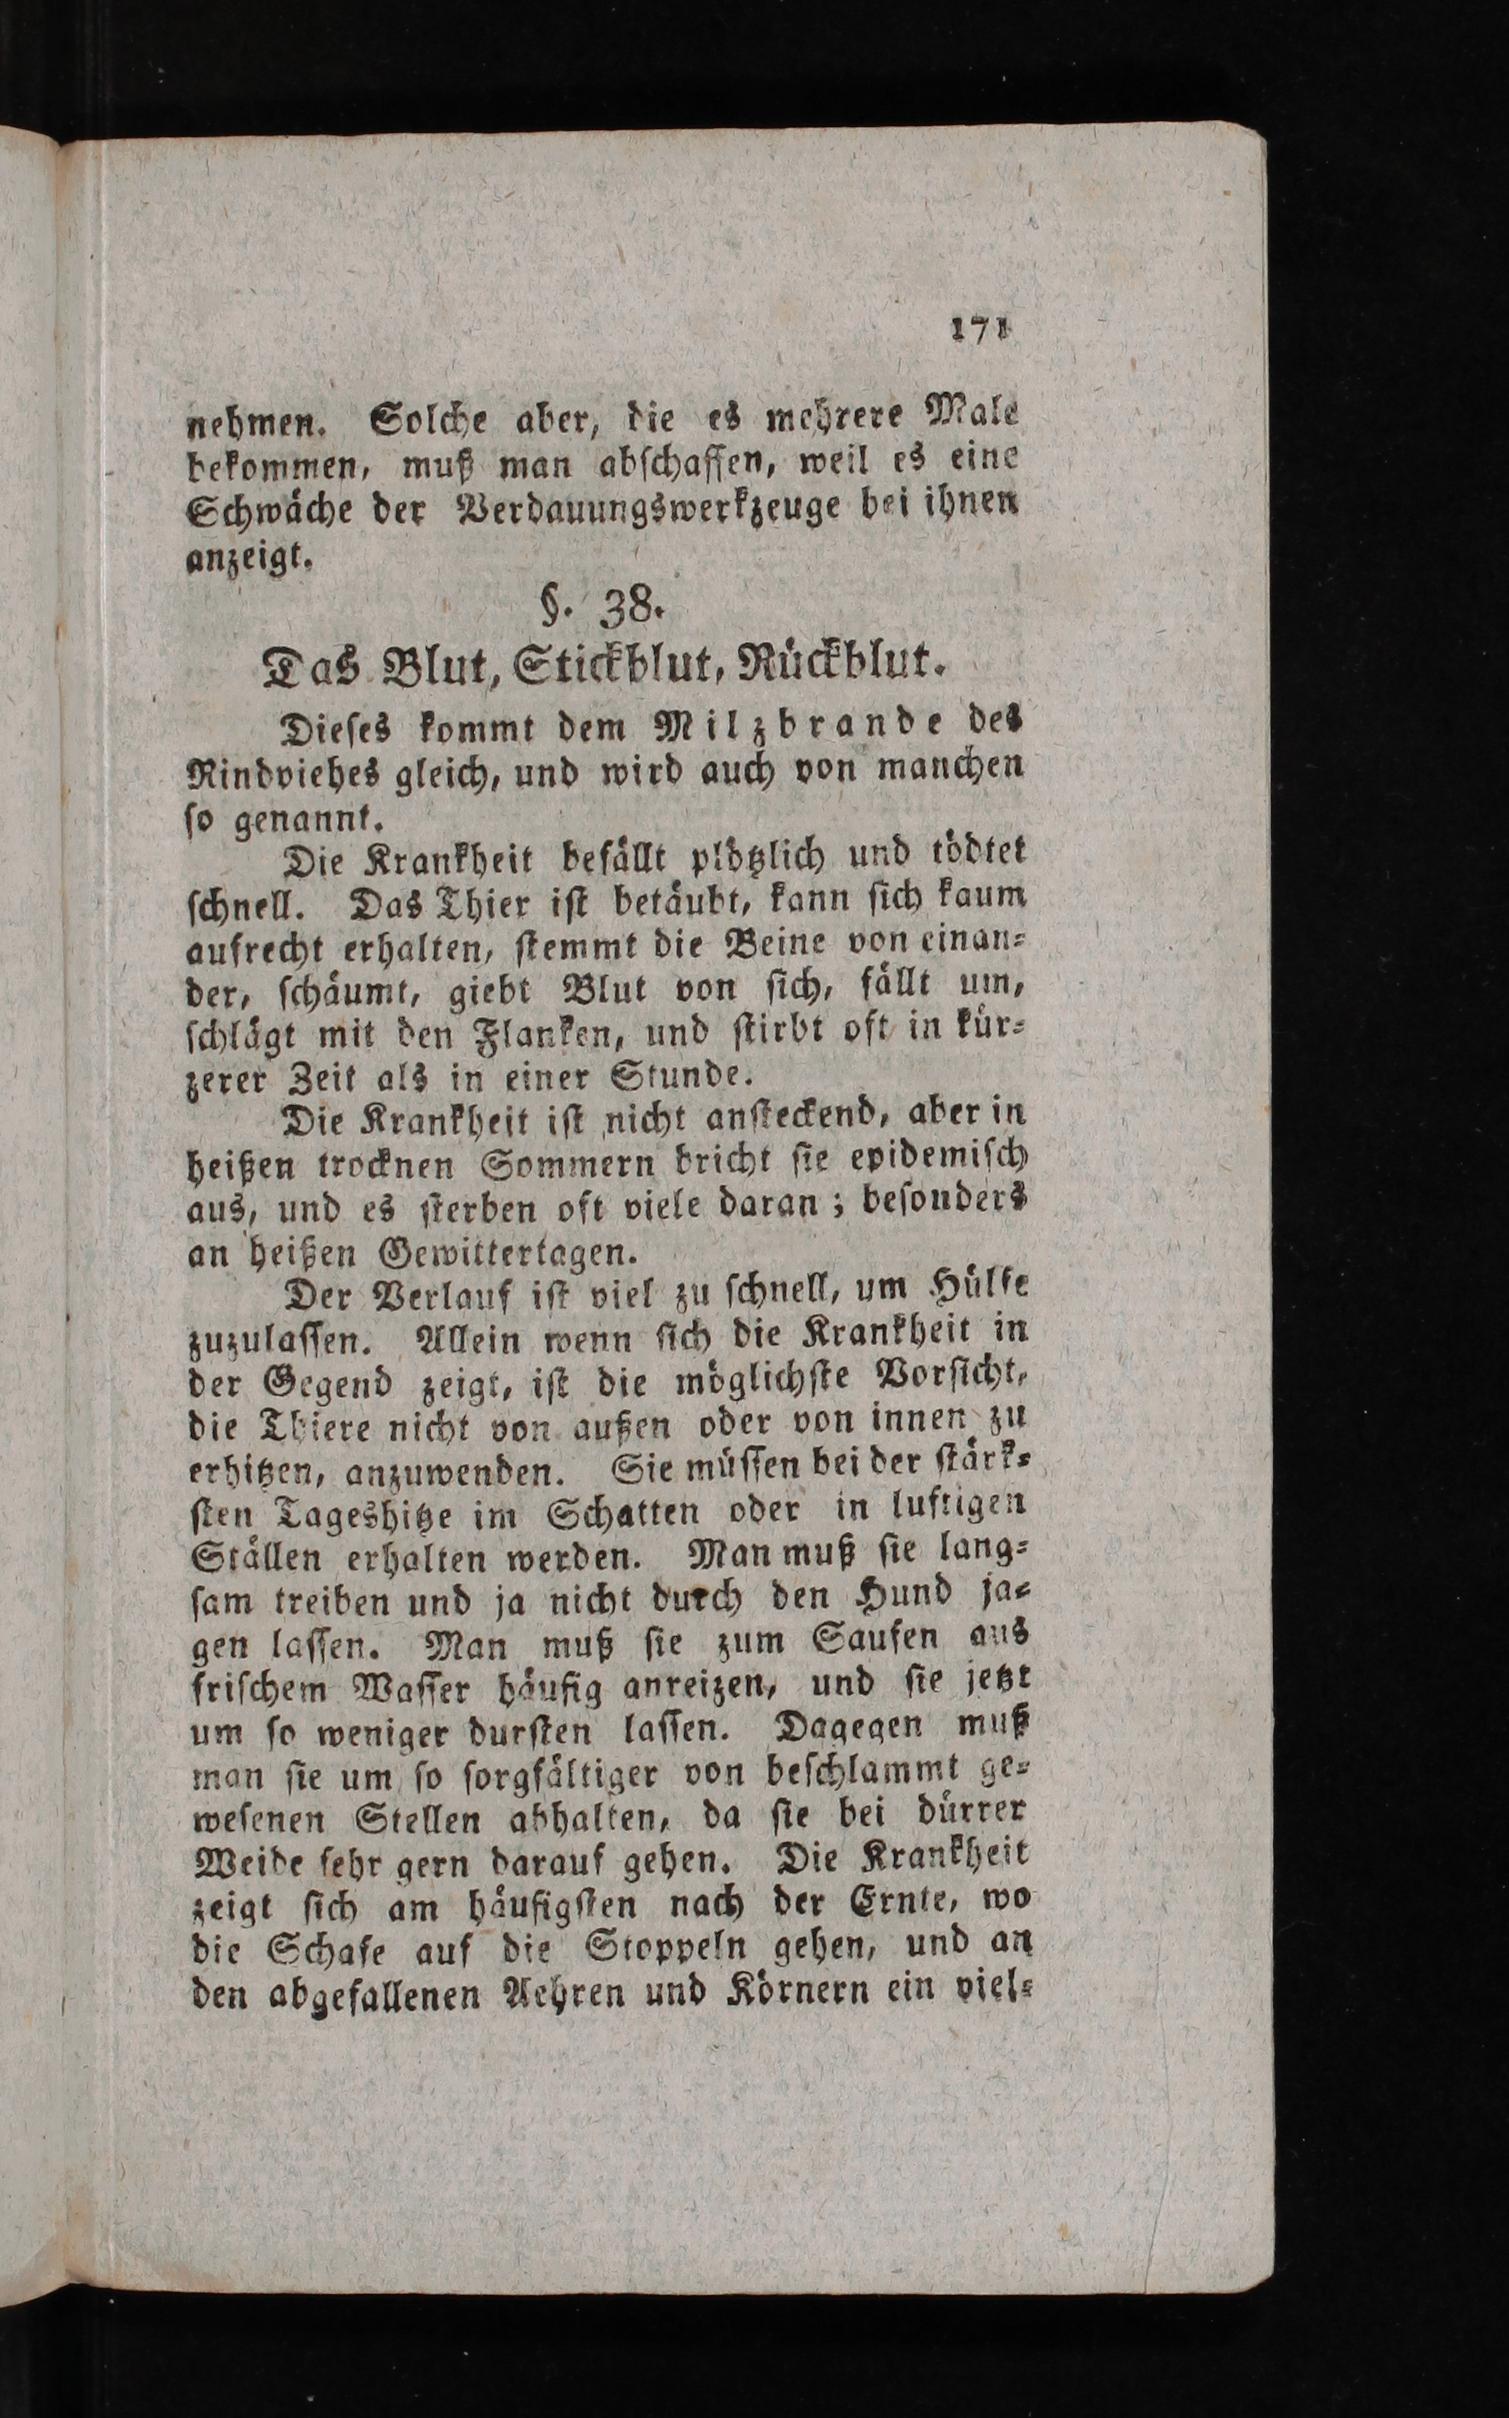 171
nehmen. Solche aber, die es mehrere Male
bekommen, muß man abſchaffen, weil es eine
Schwäche der Verdauungswerkzeuge bei ihnen
anzeigt.
§. 38.
Das Blut, Stickblut, Rückblut.
Dieſes kommt dem Milzbrande des
Rindviehes gleich, und wird auch von manchen
ſo genannt.
Die Krankheit befällt plötzlich und tödtet
ſchnell. Das Thier iſt betäubt, kann ſich kaum
aufrecht erhalten, ſtemmt die Beine von einan⸗
der, ſchäumt, giebt Blut von ſich, fällt um,
ſchlägt mit den Flanken, und ſtirbt oft in kür⸗
zerer Zeit als in einer Stunde.
Die Krankheit iſt nicht anſteckend, aber in
heißen trocknen Sommern bricht ſie epidemiſch
aus, und es ſterben oft viele daran; beſonders
an heißen Gewittertagen.
Der Verlauf iſt viel zu ſchnell, um Hülfe
zuzulaſſen. Allein wenn ſich die Krankheit in
der Gegend zeigt, iſt die möglichſte Vorſicht,
die Thiere nicht von außen oder von innen zu
erhitzen, anzuwenden. Sie müſſen bei der ſtärk⸗
ſten Tageshitze im Schatten oder in luftigen
Ställen erhalten werden. Man muß ſie lang⸗
ſam treiben und ja nicht durch den Hund ja⸗
gen laſſen. Man muß ſie zum Saufen aus
friſchem Waſſer häufig anreizen, und ſie jetzt
um ſo weniger durſten laſſen. Dagegen muß
man ſie um ſo ſorgfältiger von beſchlammt ge⸗
weſenen Stellen abhalten, da ſie bei dürrer
Weide ſehr gern darauf gehen. Die Krankheit
zeigt ſich am häufigſten nach der Ernte, wo
die Schafe auf die Stoppeln gehen, und an
den abgefallenen Aehren und Körnern ein viel⸗